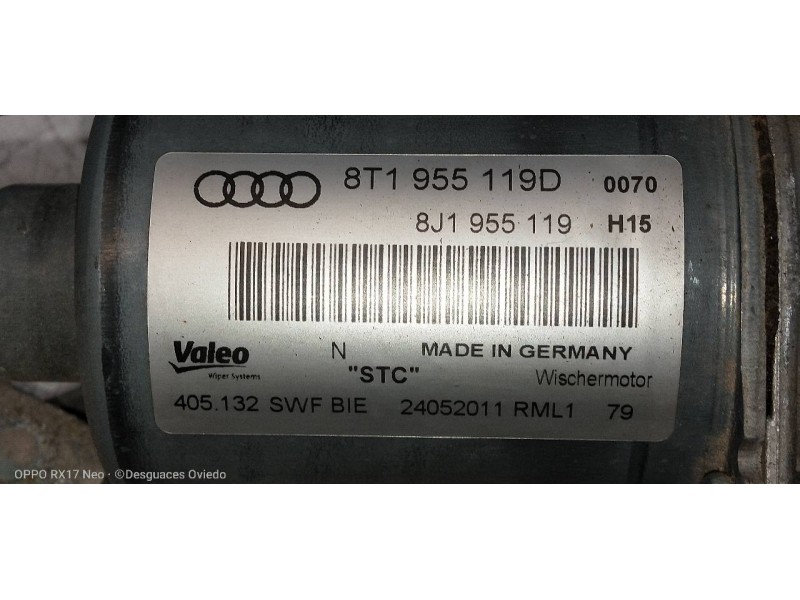 8T1 955 119D 0070
8J1 955 119 H15
Valeo N MADE IN GERMANY
Wiper Systems "STC" Wischermotor
405.132 SWF BIE 24052011 RML1 79
OPPO RX17 Neo · ©Desguaces Oviedo